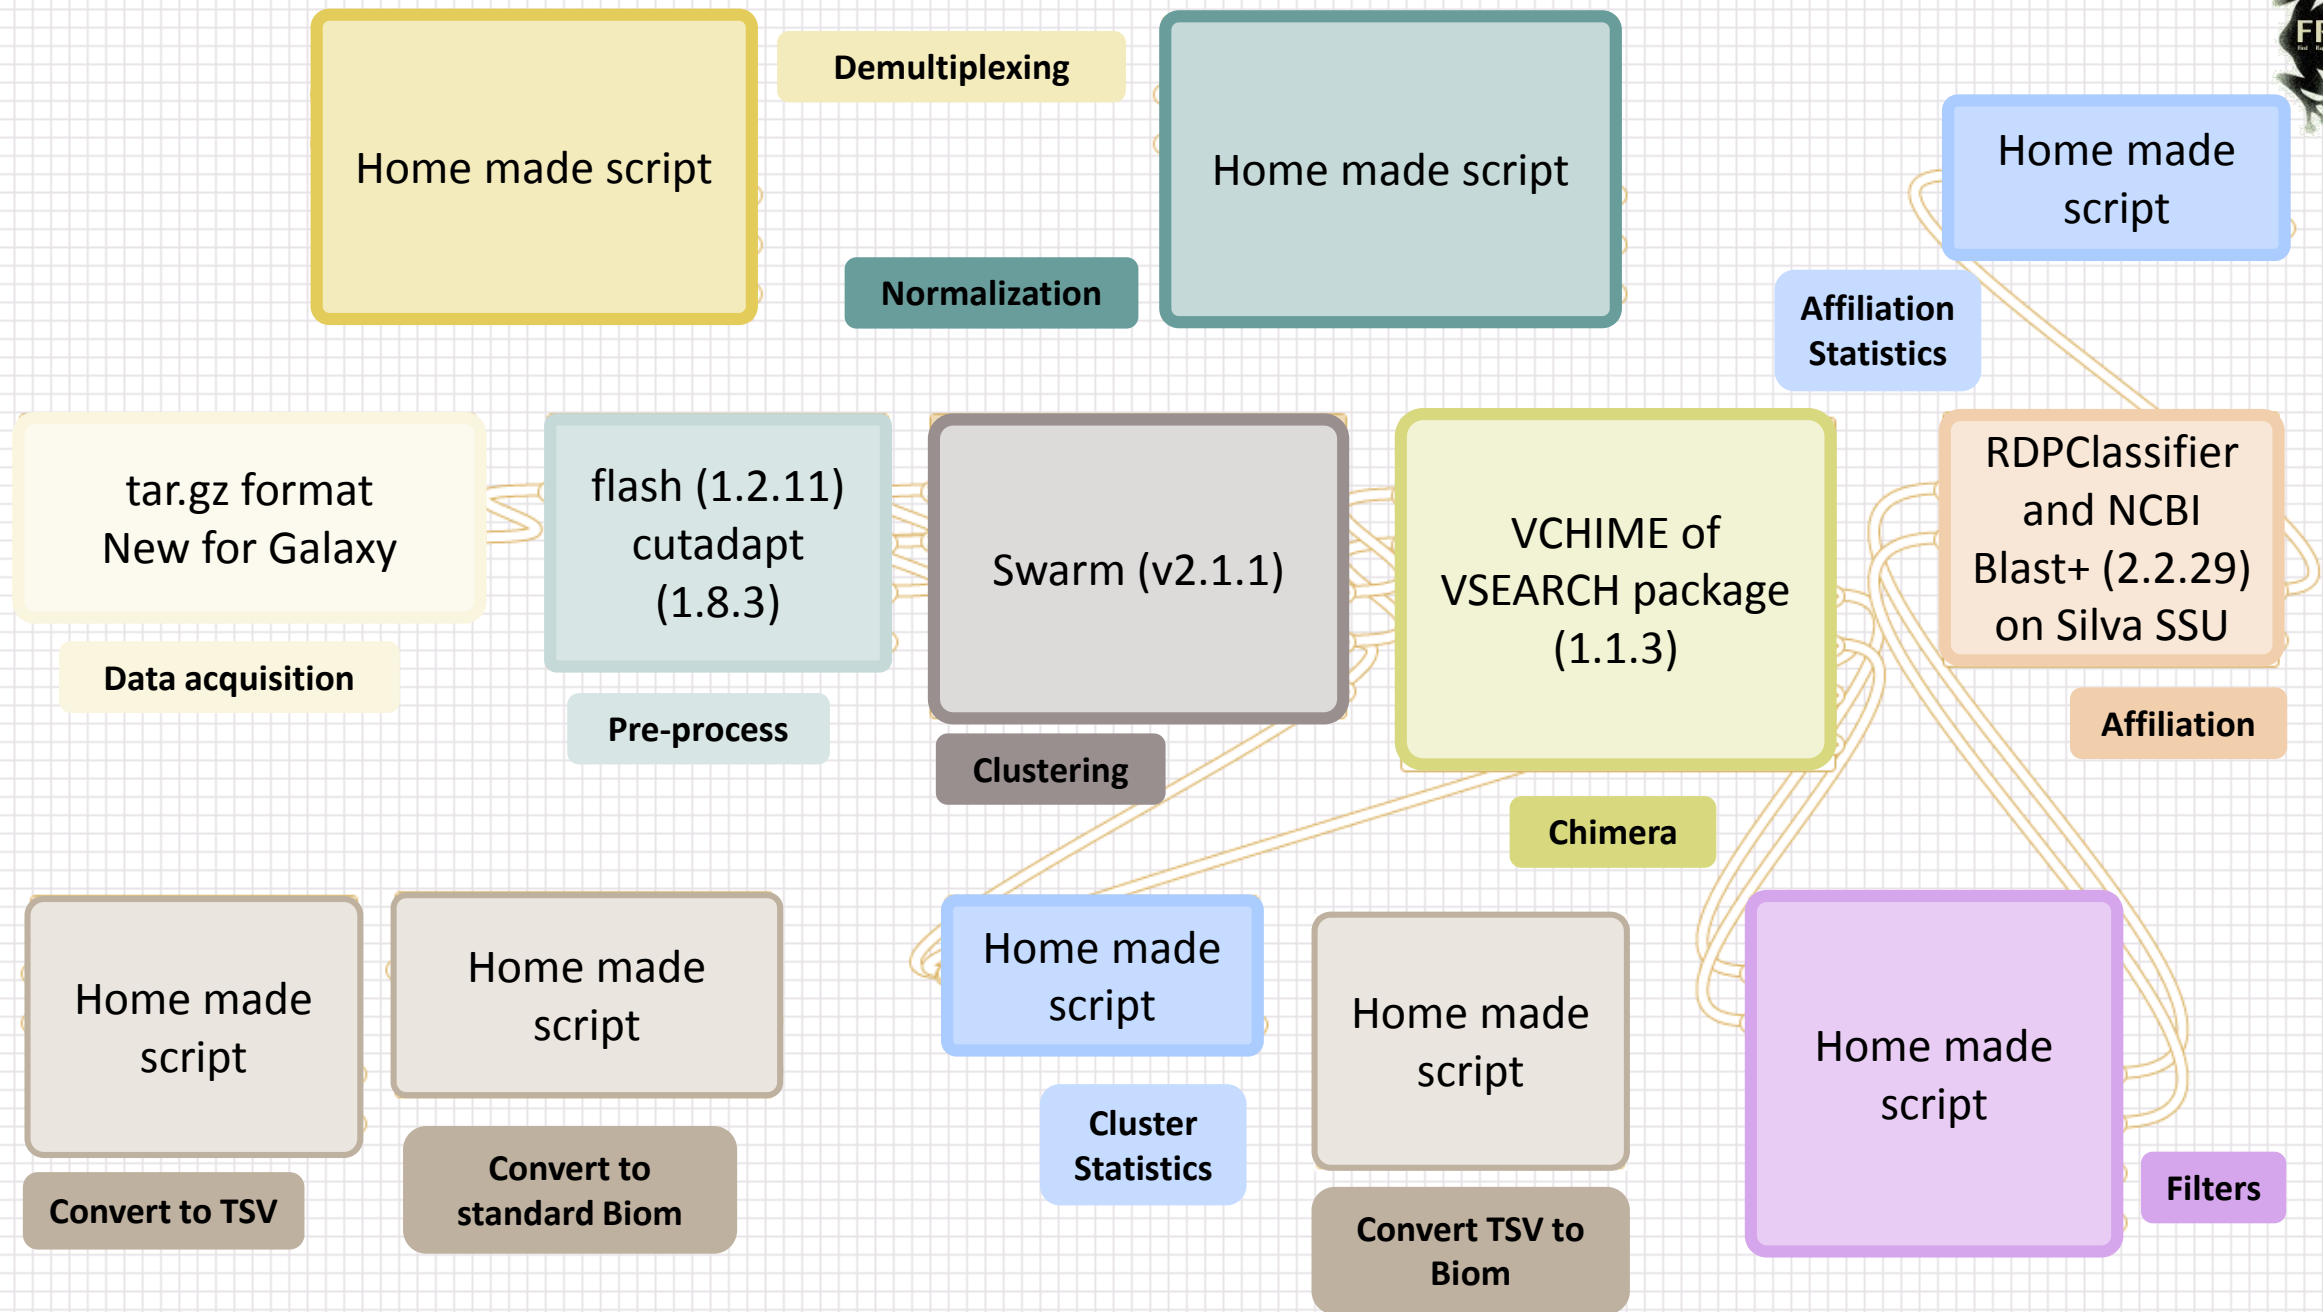 Home made script
Demultiplexing
Home made script
Normalization
Home made
script
Affiliation
Statistics
tar.gz format
New for Galaxy
Data acquisition
flash (1.2.11)
cutadapt
(1.8.3)
Pre-process
Swarm (v2.1.1)
Clustering
VCHIME of
VSEARCH package
(1.1.3)
Chimera
RDPClassifier
and NCBI
Blast+ (2.2.29)
on Silva SSU
Affiliation
Home made
script
Convert to TSV
Home made
script
Convert to
standard Biom
Home made
script
Cluster
Statistics
Home made
script
Convert TSV to
Biom
Home made
script
Filters